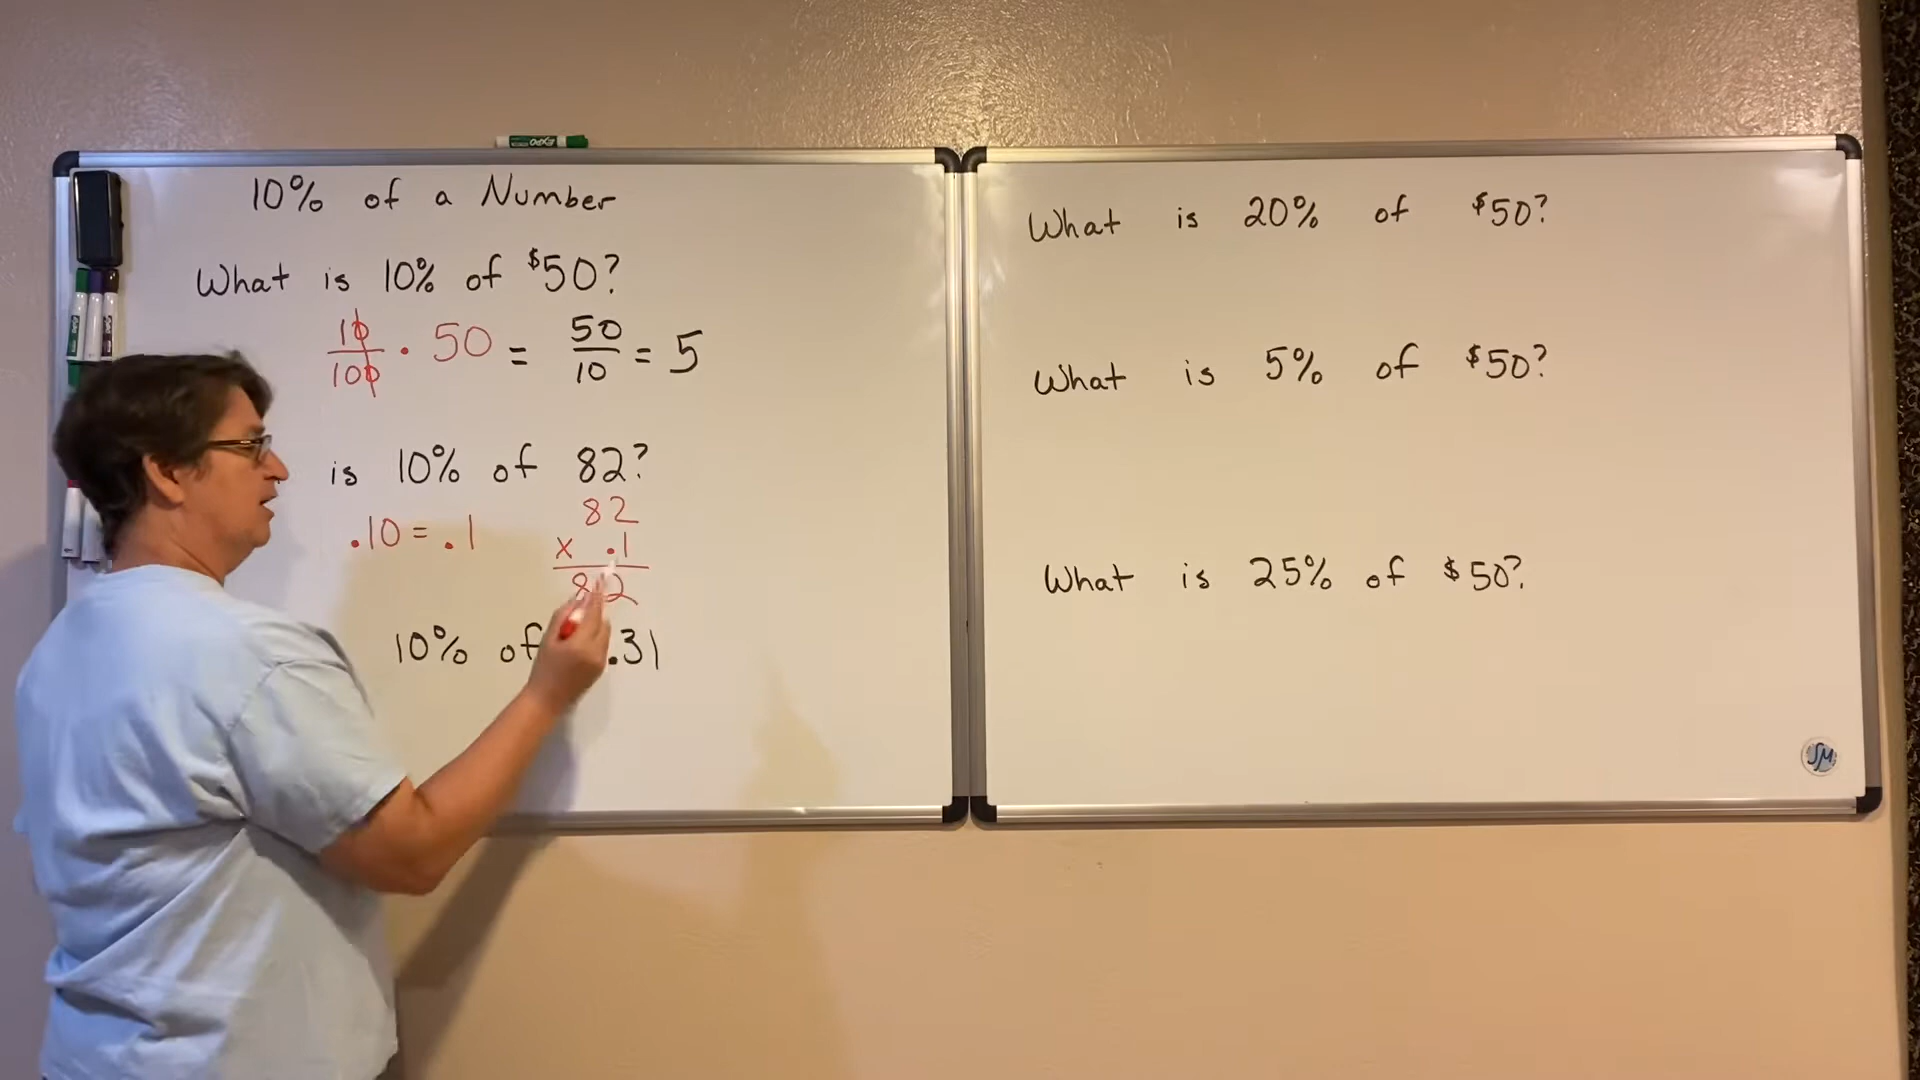 10% of a Number
What is 10% of $50?
10/100 · 50 = 50/10 = 5
is 10% of 82?
.10 = .1
82
x .1
8.2
10% of .31
What is 20% of $50?
What is 5% of $50?
What is 25% of $50?
SM
EXPO